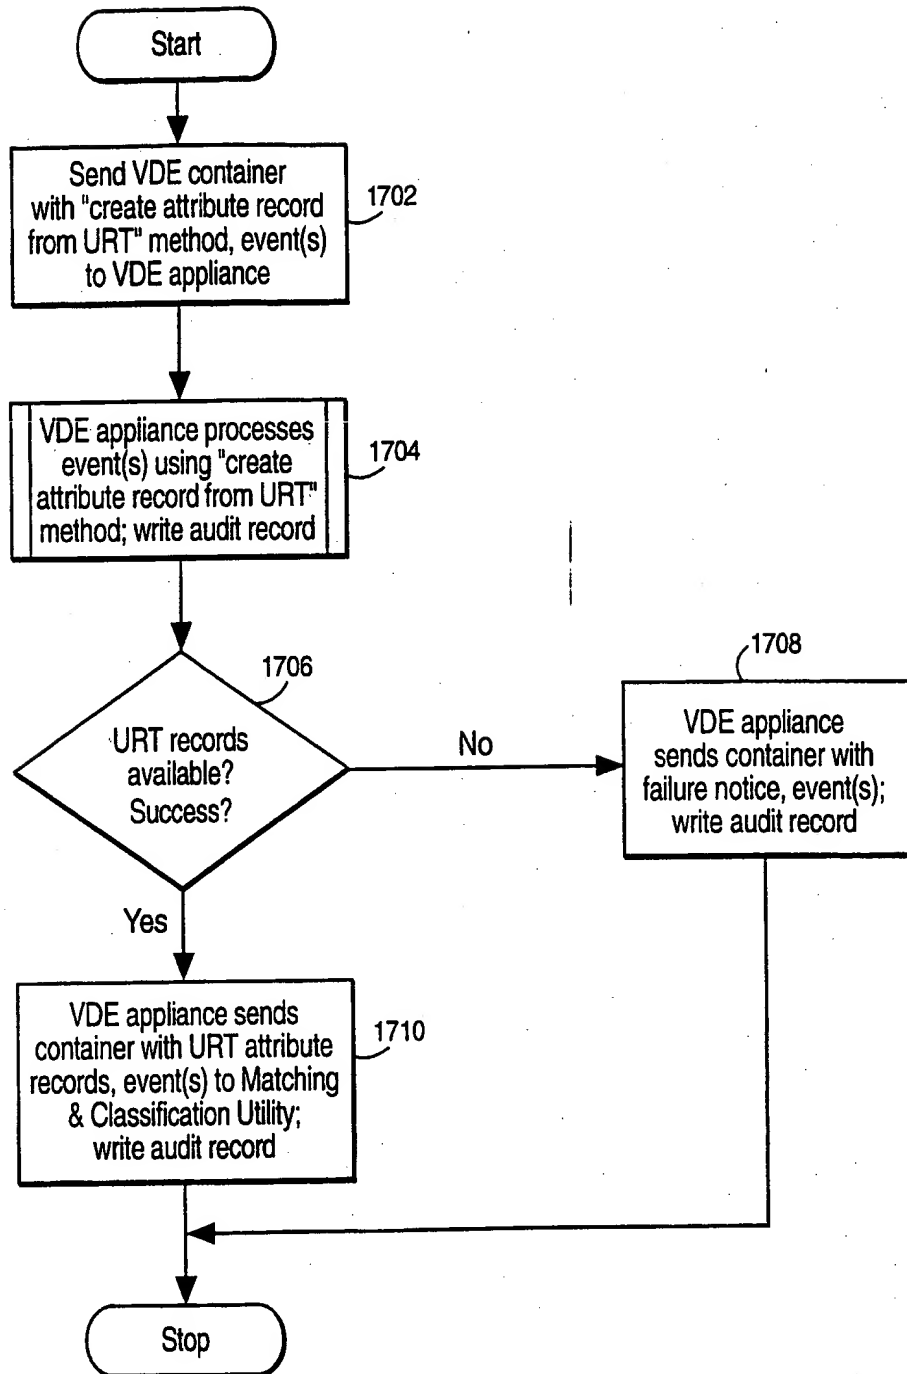 Start
Send VDE container
with "create attribute record
from URT" method, event(s)
to VDE appliance
1702
VDE appliance processes
event(s) using "create
attribute record from URT"
method; write audit record
1704
1706
URT records
available?
Success?
No
1708
VDE appliance
sends container with
failure notice, event(s);
write audit record
Yes
VDE appliance sends
container with URT attribute
records, event(s) to Matching
& Classification Utility;
write audit record
1710
Stop